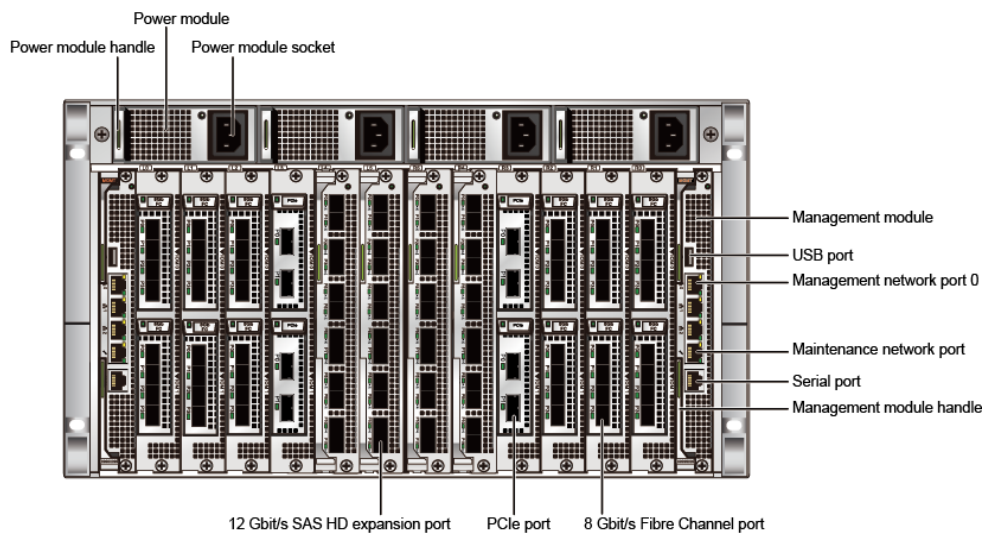 Power module
Power module handle
Power module socket
Management module
USB port
Management network port 0
Maintenance network port
Serial port
Management module handle
12 Gbit/s SAS HD expansion port
PCIe port
8 Gbit/s Fibre Channel port